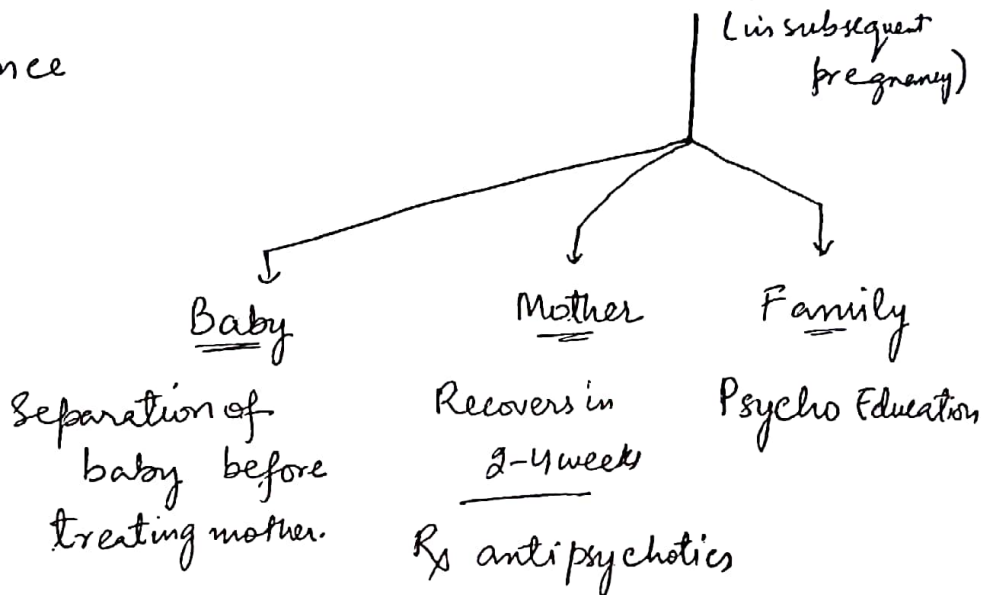 nce
(in subsequent
pregnancy)
Baby
Mother
Family
Separation of
baby before
treating mother.
Recovers in
2-4 weeks
Rx antipsychotics
Psycho Education